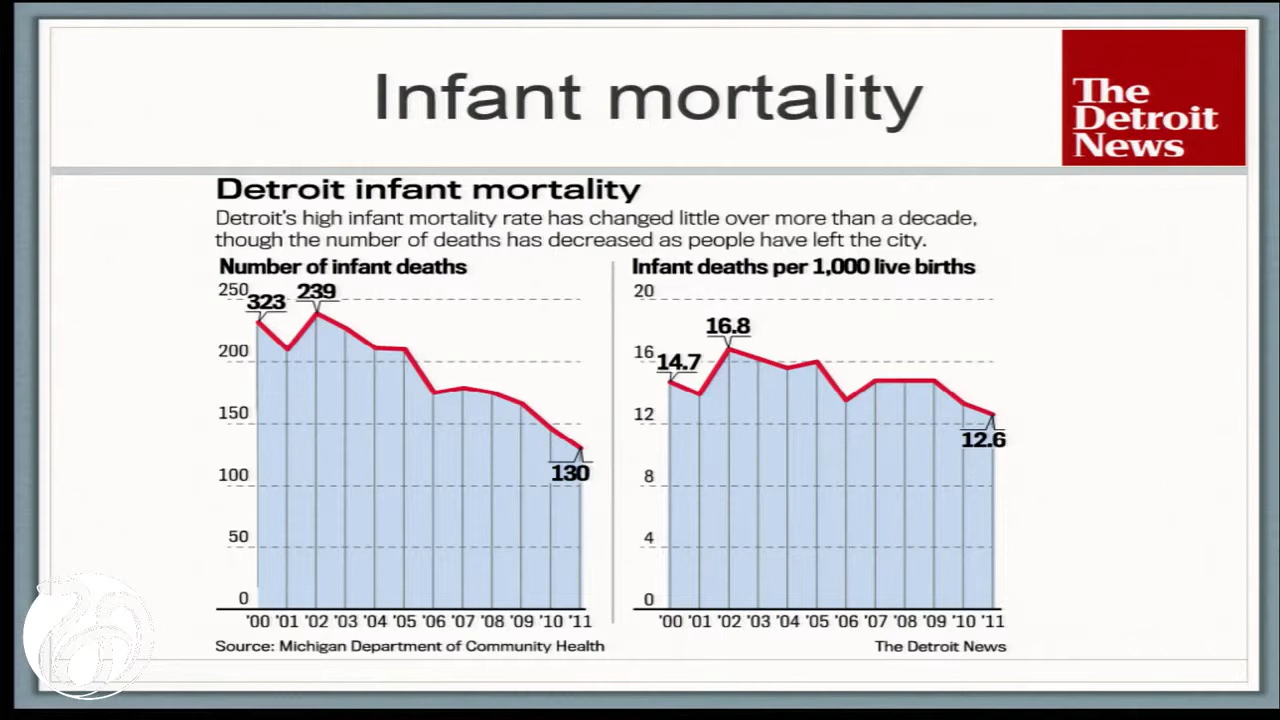 Infant mortality
The
Detroit
News
Detroit infant mortality
Detroit's high infant mortality rate has changed little over more than a decade,
though the number of deaths has decreased as people have left the city.
Number of infant deaths
250
323
239
200
150
130
100
50
0
'00 '01 '02 '03 '04 '05 '06 '07 '08 '09 '10 '11
Infant deaths per 1,000 live births
20
16.8
16
14.7
12
12.6
8
4
0
'00 '01 '02 '03 '04 '05 '06 '07 '08 '09 '10 '11
Source: Michigan Department of Community Health
The Detroit News